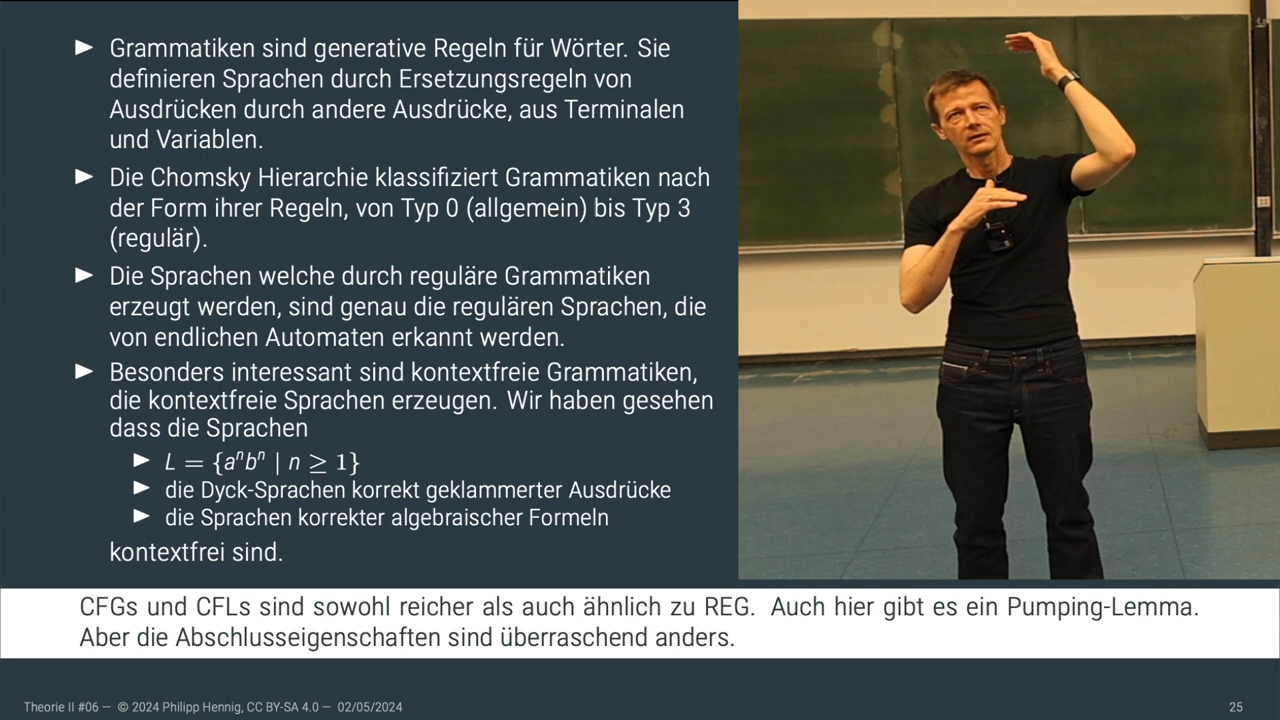 ► Grammatiken sind generative Regeln für Wörter. Sie
definieren Sprachen durch Ersetzungsregeln von
Ausdrücken durch andere Ausdrücke, aus Terminalen
und Variablen.
► Die Chomsky Hierarchie klassifiziert Grammatiken nach
der Form ihrer Regeln, von Typ 0 (allgemein) bis Typ 3
(regulär).
► Die Sprachen welche durch reguläre Grammatiken
erzeugt werden, sind genau die regulären Sprachen, die
von endlichen Automaten erkannt werden.
► Besonders interessant sind kontextfreie Grammatiken,
die kontextfreie Sprachen erzeugen. Wir haben gesehen
dass die Sprachen
► L = {aⁿbⁿ | n ≥ 1}
► die Dyck-Sprachen korrekt geklammerter Ausdrücke
► die Sprachen korrekter algebraischer Formeln
kontextfrei sind.
CFGs und CFLs sind sowohl reicher als auch ähnlich zu REG. Auch hier gibt es ein Pumping-Lemma.
Aber die Abschlusseigenschaften sind überraschend anders.
Theorie II #06 — © 2024 Philipp Hennig, CC BY-SA 4.0 — 02/05/2024
25